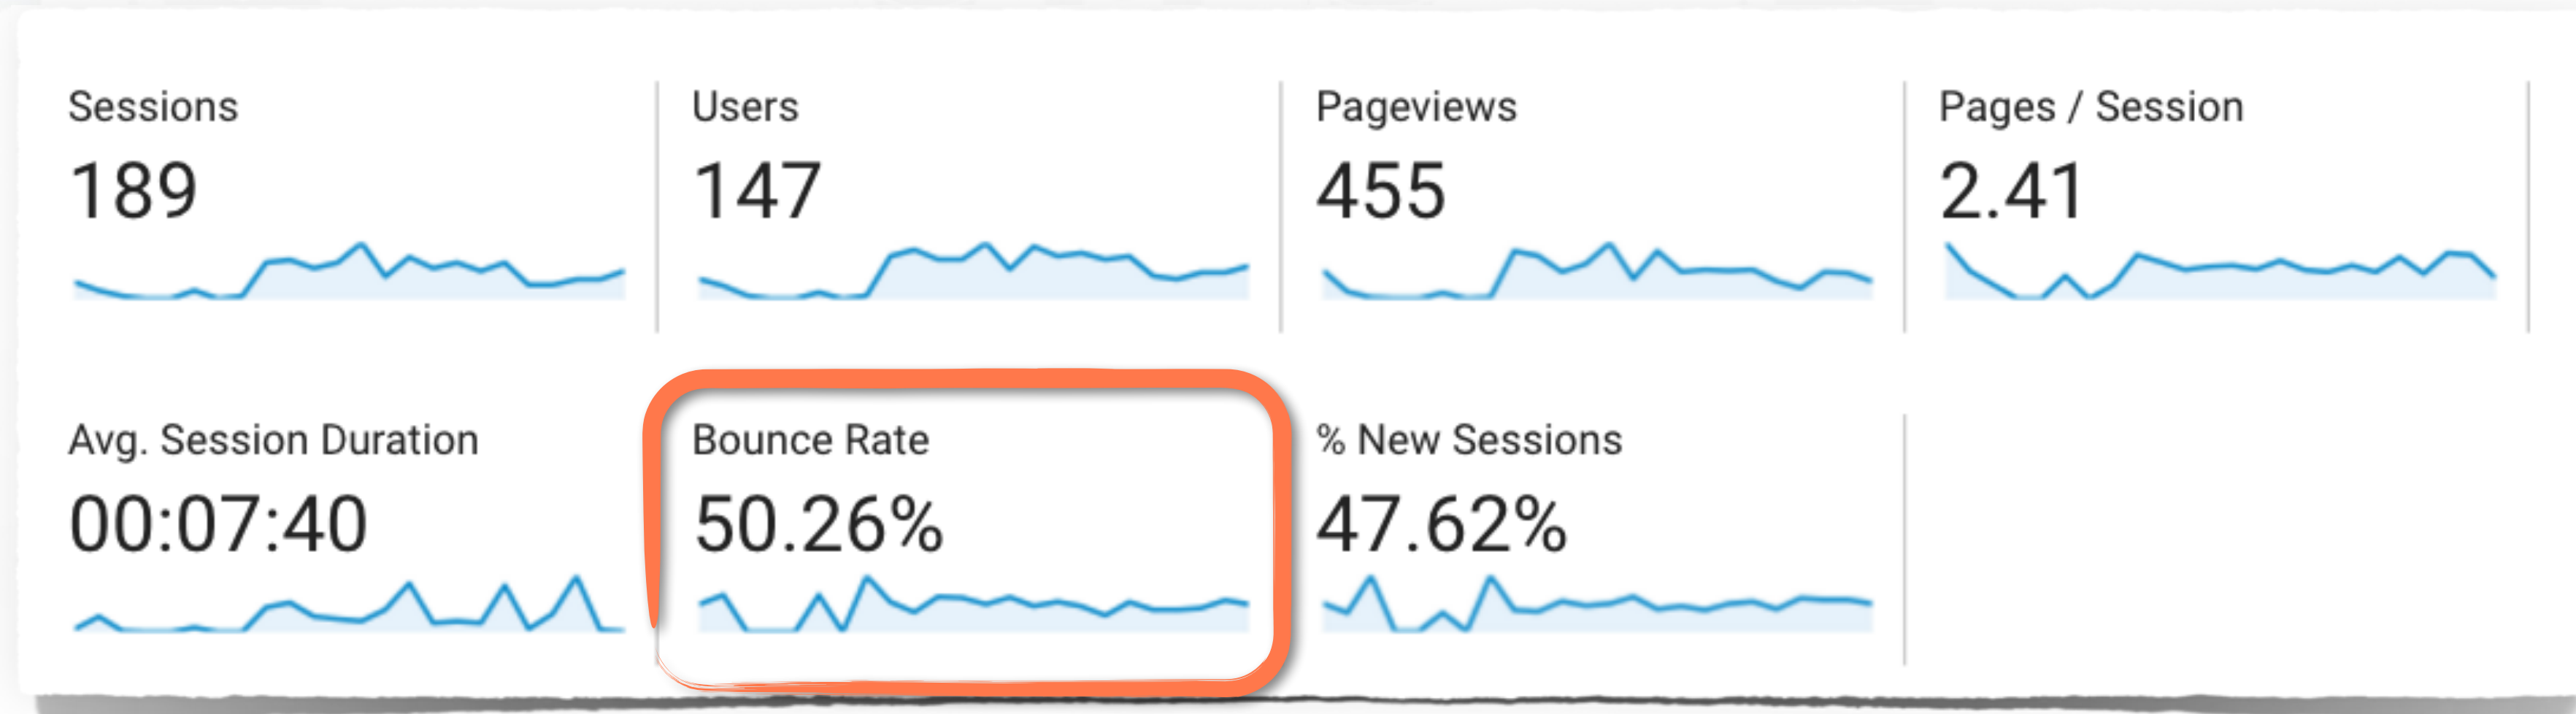 Sessions
189
Users
147
Pageviews
455
Pages / Session
2.41
Avg. Session Duration
00:07:40
Bounce Rate
50.26%
% New Sessions
47.62%